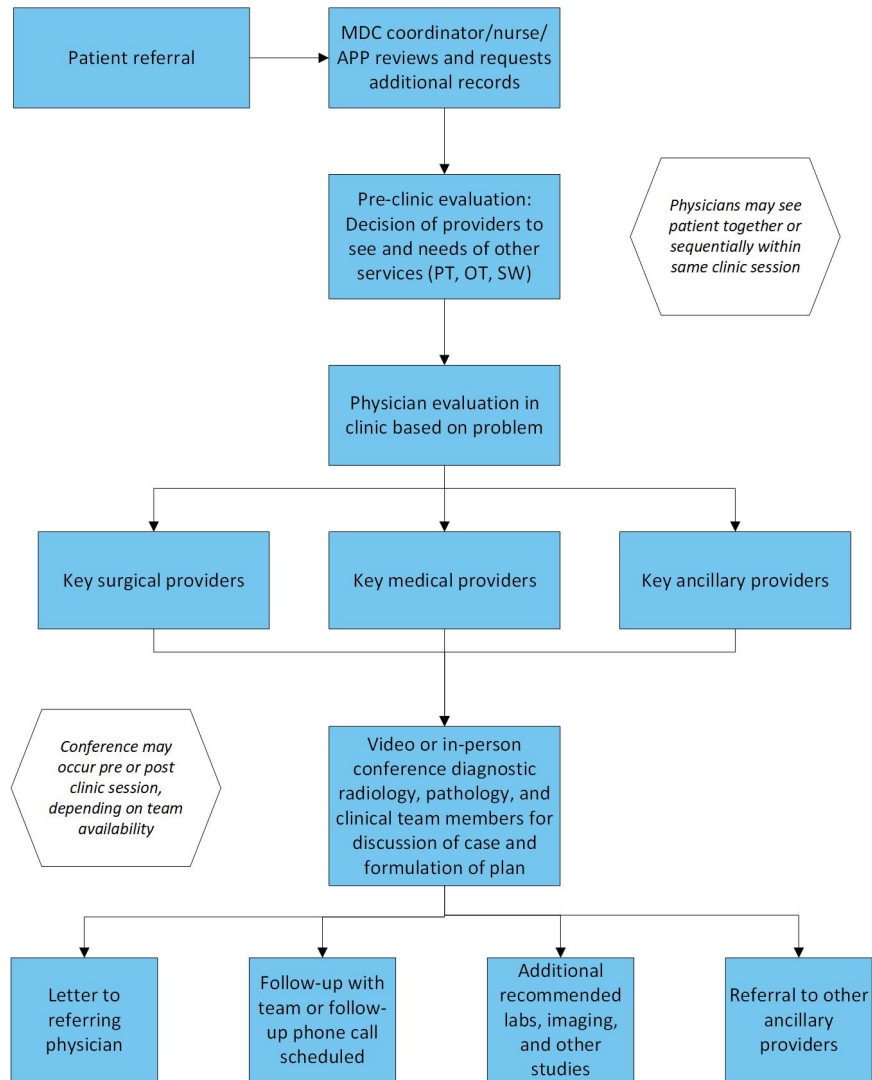 Patient referral
MDC coordinator/nurse/
APP reviews and requests
additional records
Pre-clinic evaluation:
Decision of providers to
see and needs of other
services (PT, OT, SW)
Physicians may see
patient together or
sequentially within
same clinic session
Physician evaluation in
clinic based on problem
Key surgical providers
Key medical providers
Key ancillary providers
Conference may
occur pre or post
clinic session,
depending on team
availability
Video or in-person
conference diagnostic
radiology, pathology, and
clinical team members for
discussion of case and
formulation of plan
Letter to
referring
physician
Follow-up with
team or follow-
up phone call
scheduled
Additional
recommended
labs, imaging,
and other
studies
Referral to other
ancillary
providers